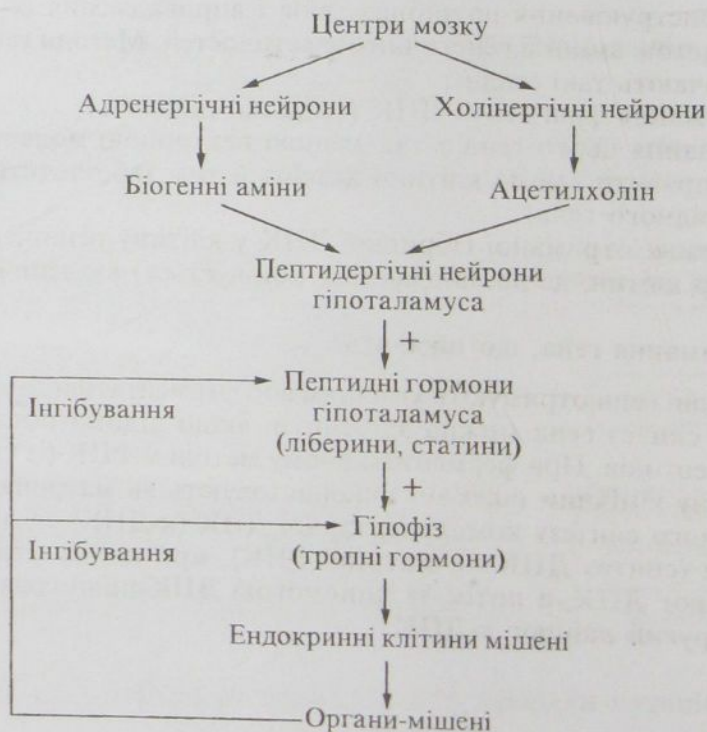 Центри мозку
Адренергічні нейрони Холінергічні нейрони
Біогенні аміни Ацетилхолін
Пептидергічні нейрони
гіпоталамуса
+
Пептидні гормони
Інгібування гіпоталамуса
(ліберини, статини)
+
Гіпофіз
Інгібування (тропні гормони)
Ендокринні клітини мішені
Органи-мішені